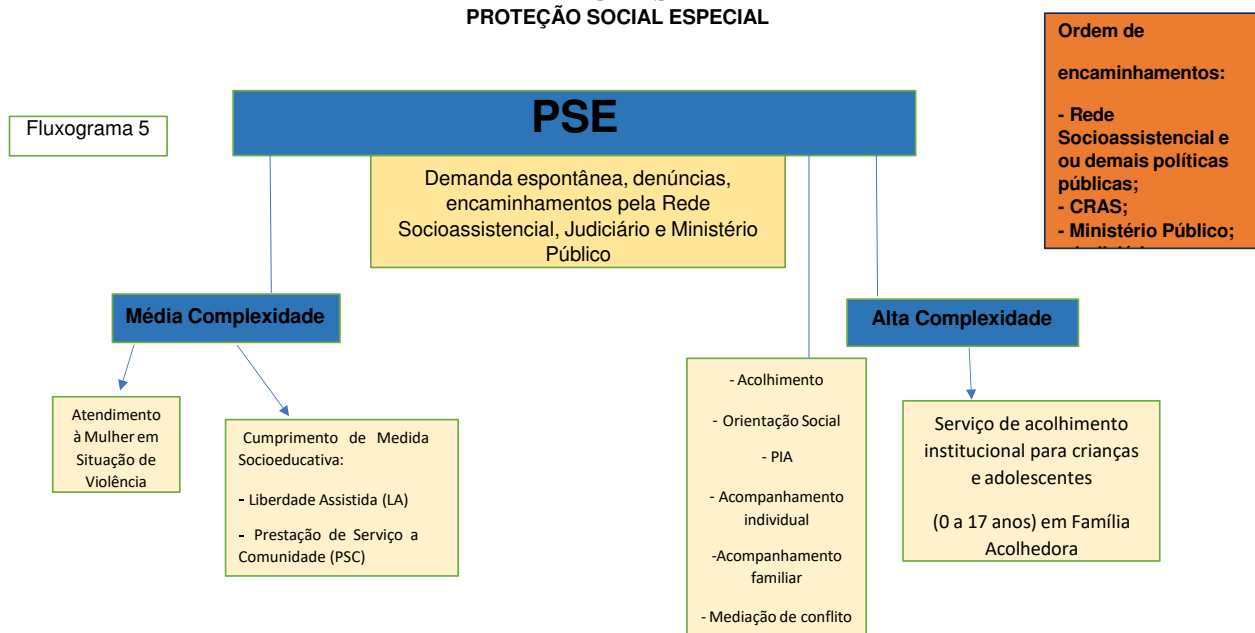 PROTEÇÃO SOCIAL ESPECIAL
Ordem de
encaminhamentos:
- Rede
Socioassistencial e
ou demais políticas
públicas;
- CRAS;
- Ministério Público;
Fluxograma 5
PSE
Demanda espontânea, denúncias,
encaminhamentos pela Rede
Socioassistencial, Judiciário e Ministério
Público
Média Complexidade
Alta Complexidade
Atendimento
à Mulher em
Situação de
Violência
Cumprimento de Medida
Socioeducativa:
- Liberdade Assistida (LA)
- Prestação de Serviço a
Comunidade (PSC)
- Acolhimento
- Orientação Social
- PIA
- Acompanhamento
individual
-Acompanhamento
familiar
- Mediação de conflito
Serviço de acolhimento
institucional para crianças
e adolescentes
(0 a 17 anos) em Família
Acolhedora